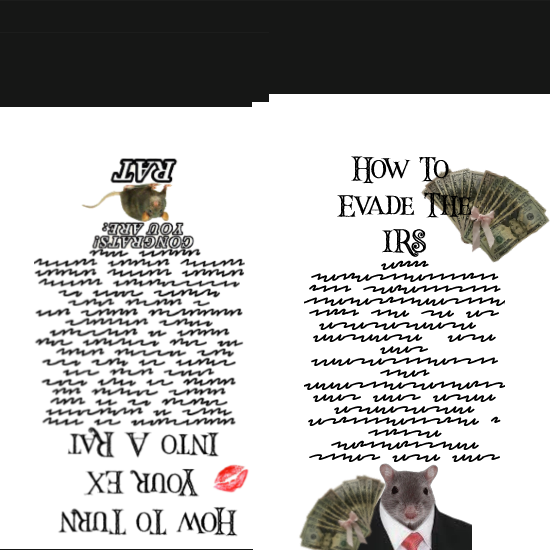 How To Turn
Your Ex
Into A Rat
Congrats!
You Are:
Rat
How To
Evade The
IRS